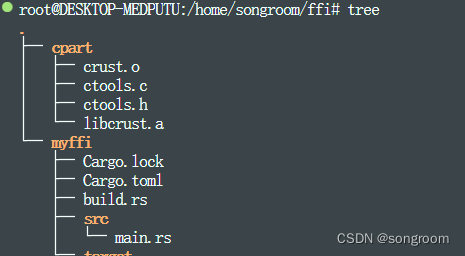 root@DESKTOP-MEDPUTU:/home/songroom/ffi# tree
.
├── cpart
│   ├── crust.o
│   ├── ctools.c
│   ├── ctools.h
│   └── libcrust.a
└── myffi
    ├── Cargo.lock
    ├── Cargo.toml
    ├── build.rs
    ├── src
    │   └── main.rs
    └── target
CSDN @songroom